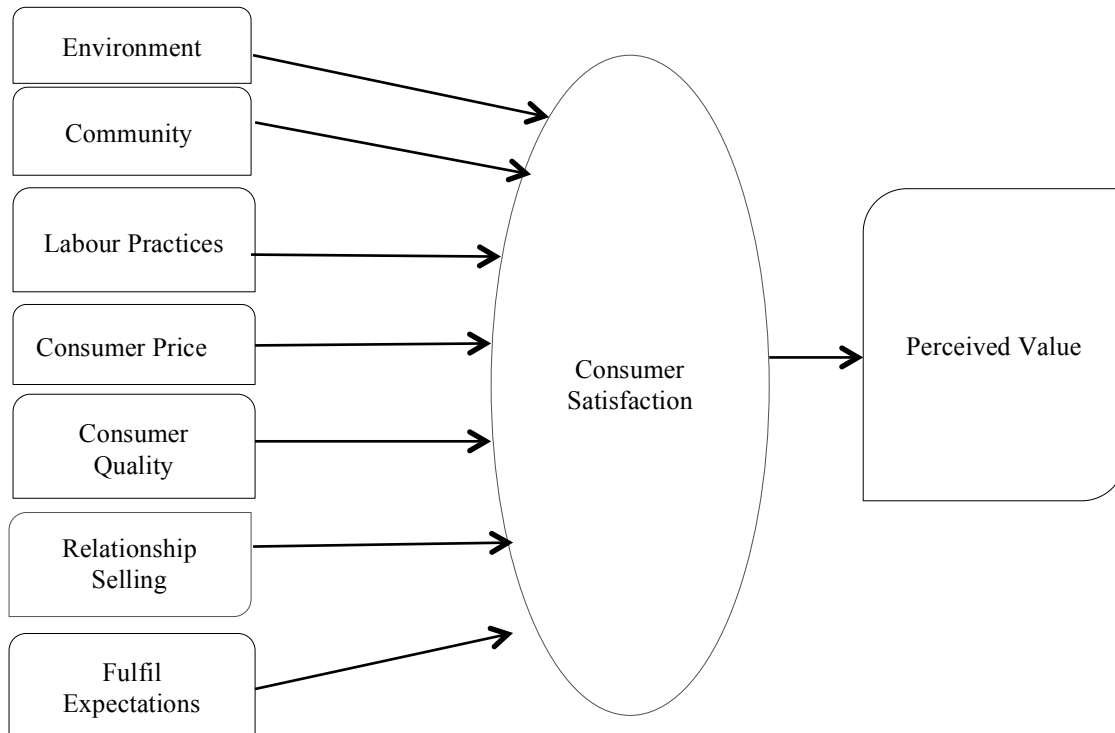 Environment
Community
Labour Practices
Consumer Price
Consumer
Quality
Relationship
Selling
Fulfil
Expectations
Consumer
Satisfaction
Perceived Value